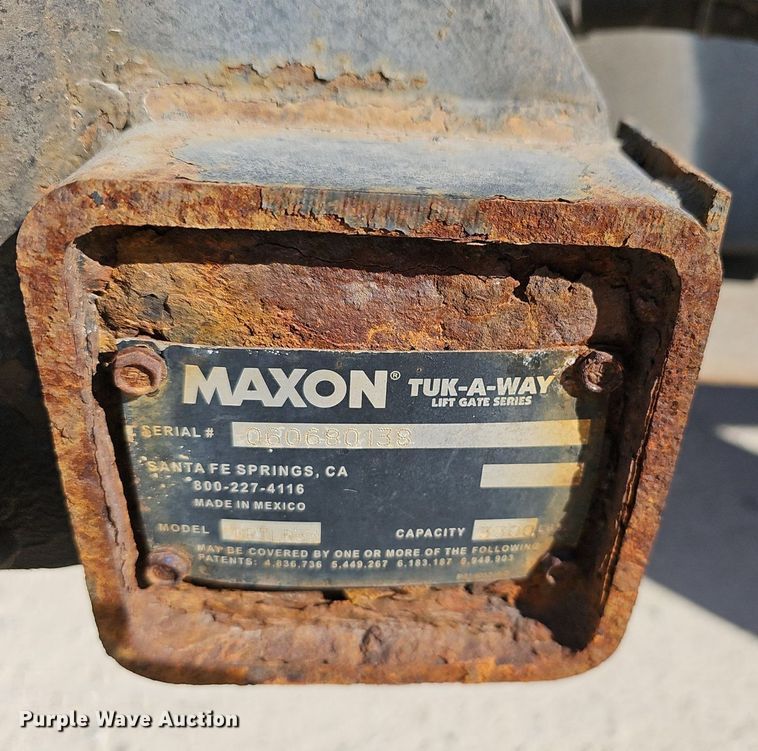 MAXON® TUK-A-WAY
LIFT GATE SERIES
SERIAL # 060680138
SANTA FE SPRINGS, CA
800-227-4116
MADE IN MEXICO
MODEL CAPACITY
MAY BE COVERED BY ONE OR MORE OF THE FOLLOWING
PATENTS: 4,836,736 5,449,267 6,183,187
Purple Wave Auction